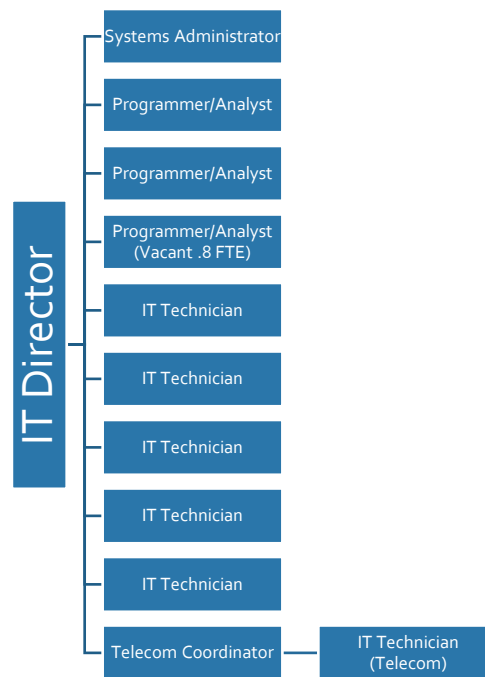 IT Director
Systems Administrator
Programmer/Analyst
Programmer/Analyst
Programmer/Analyst
(Vacant .8 FTE)
IT Technician
IT Technician
IT Technician
IT Technician
IT Technician
Telecom Coordinator
IT Technician
(Telecom)